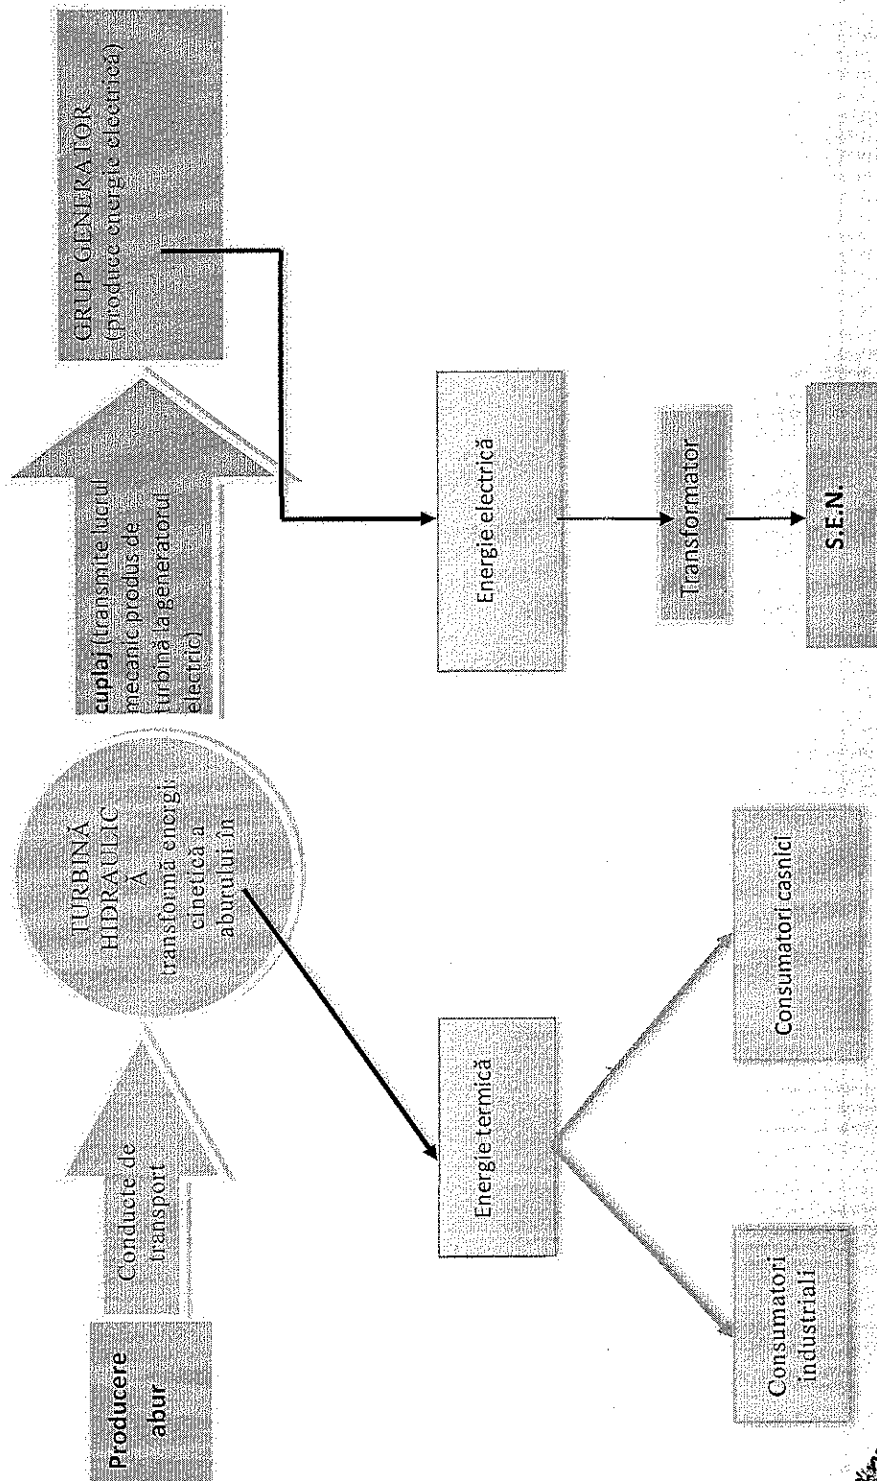 Producere
abur
Conducte de
transport
TURBINĂ
HIDRAULIC
Ă
transformă energi
cinetică a
aburului în
cuplaj (transmite lucrul
mecanic produs de
turbină la generatorul
electric)
GRUP GENERATOR
(produce energie electrică)
Energie termică
Energie electrică
Consumatori
industriali
Consumatori casnici
Transformator
S.E.N.